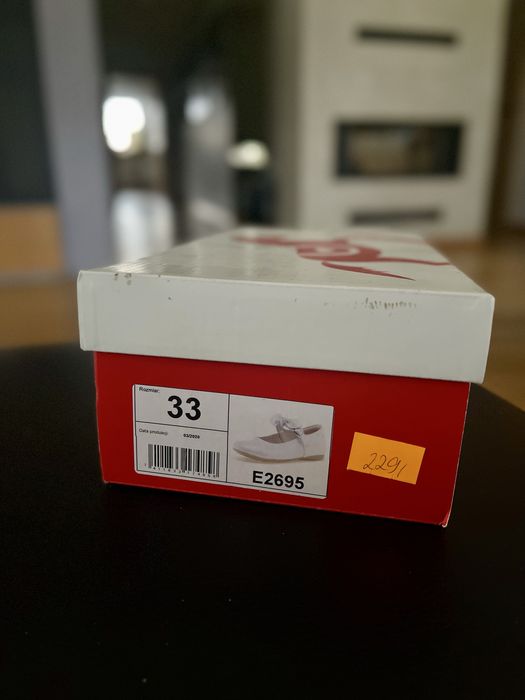 Rozmiar:
33
Data produkcji:
03/2020
E2695
229,